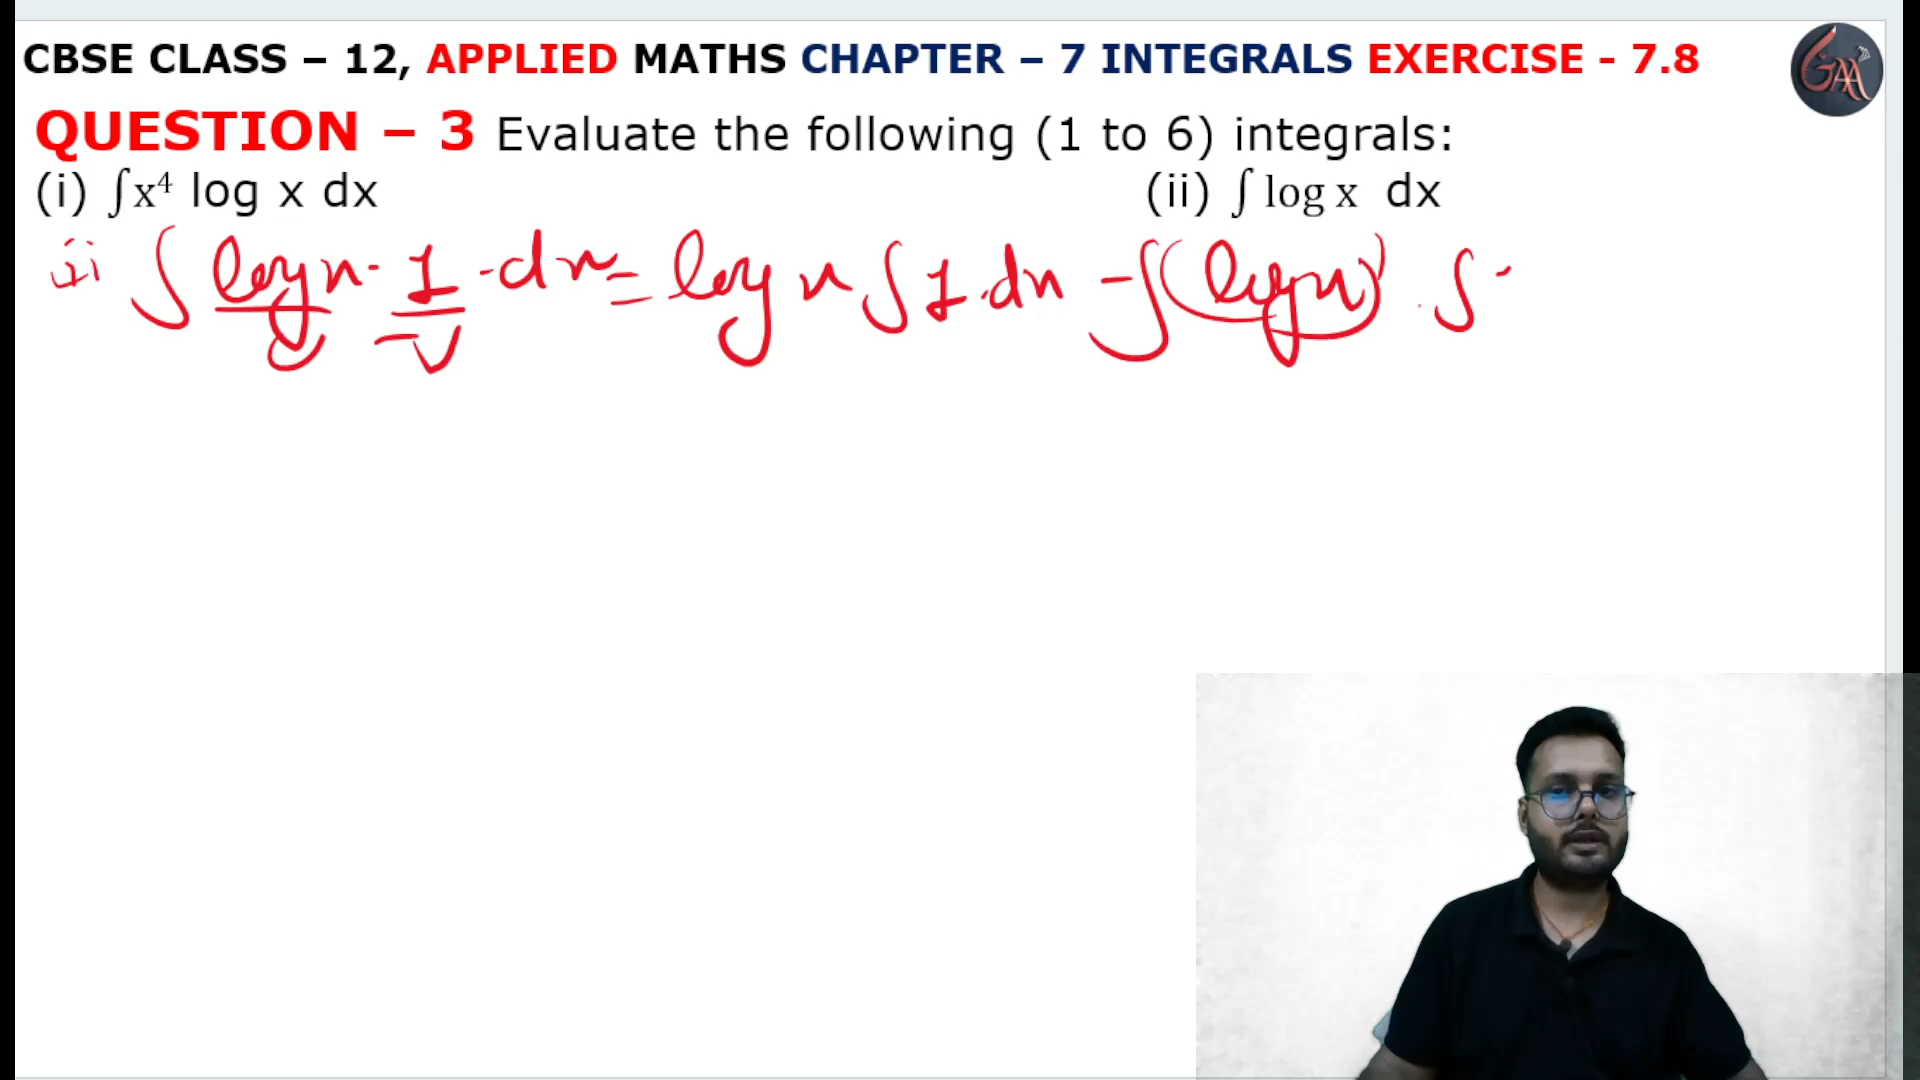 CBSE CLASS – 12, APPLIED MATHS CHAPTER – 7 INTEGRALS EXERCISE - 7.8
GAA
QUESTION – 3 Evaluate the following (1 to 6) integrals:
(i) ∫x⁴ log x dx (ii) ∫ log x dx
ii ∫ log x · 1 · dx = log x ∫ 1 · dx - ∫ (log x)' · ∫